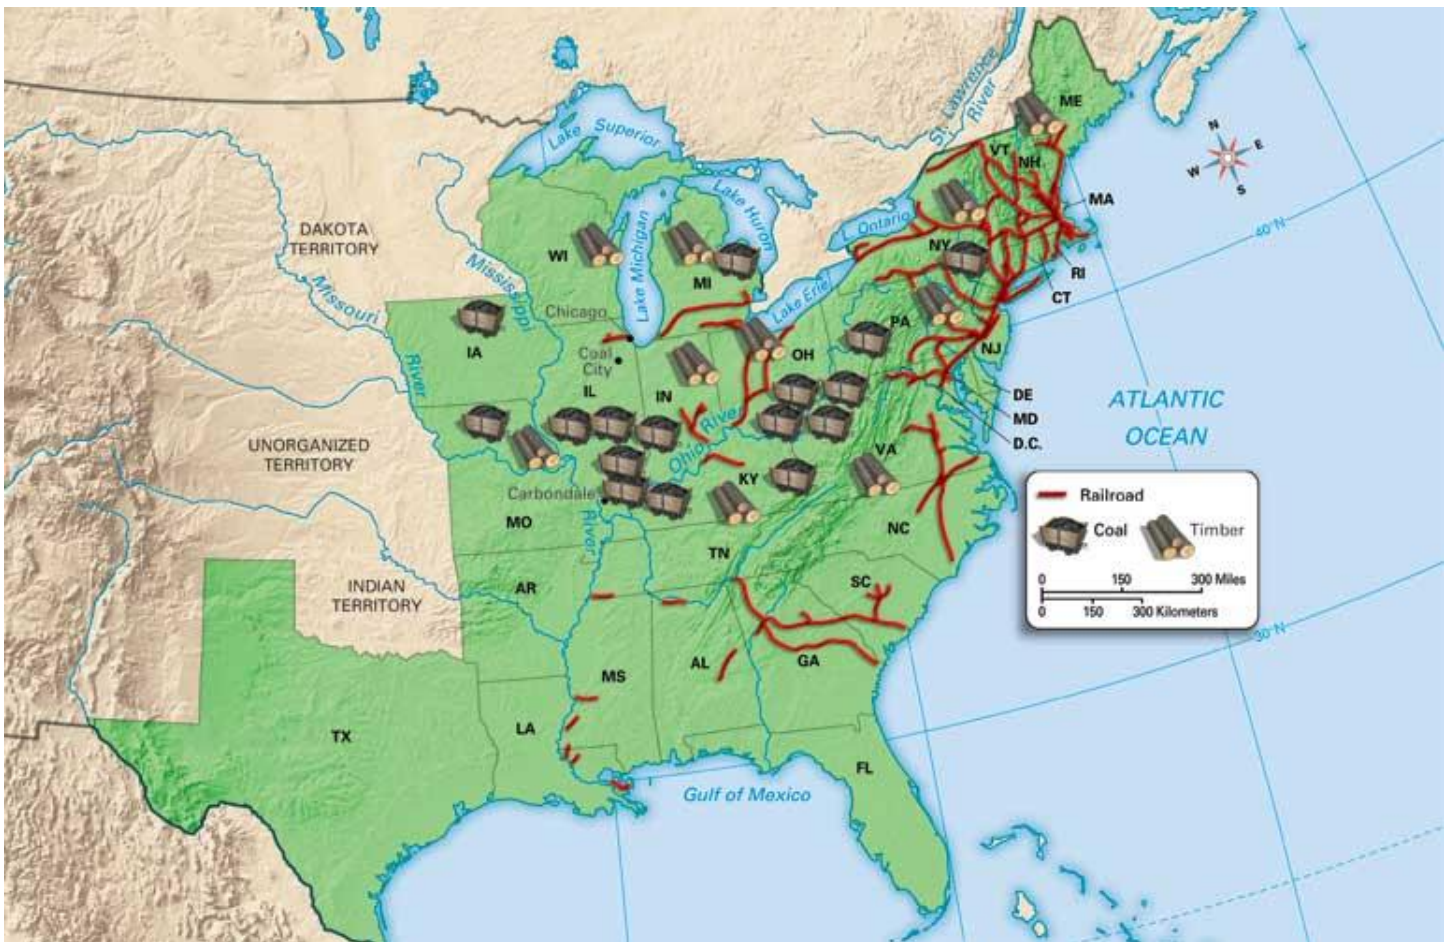 St. Lawrence
River
ME
Lake Superior
VT
NH
N
E
W
S
MA
Lake Huron
Lake Michigan
L. Ontario
40°N
DAKOTA
TERRITORY
Mississippi
WI
NY
MI
RI
CT
Missouri
Lake Erie
Chicago
PA
IA
Coal
City
OH
NJ
River
IL
IN
DE
MD
D.C.
ATLANTIC
OCEAN
Ohio River
UNORGANIZED
TERRITORY
VA
KY
Carbondale
MO
River
NC
TN
Railroad
Coal
Timber
0 150 300 Miles
0 150 300 Kilometers
INDIAN
TERRITORY
AR
SC
30°N
MS
AL
GA
TX
LA
FL
Gulf of Mexico